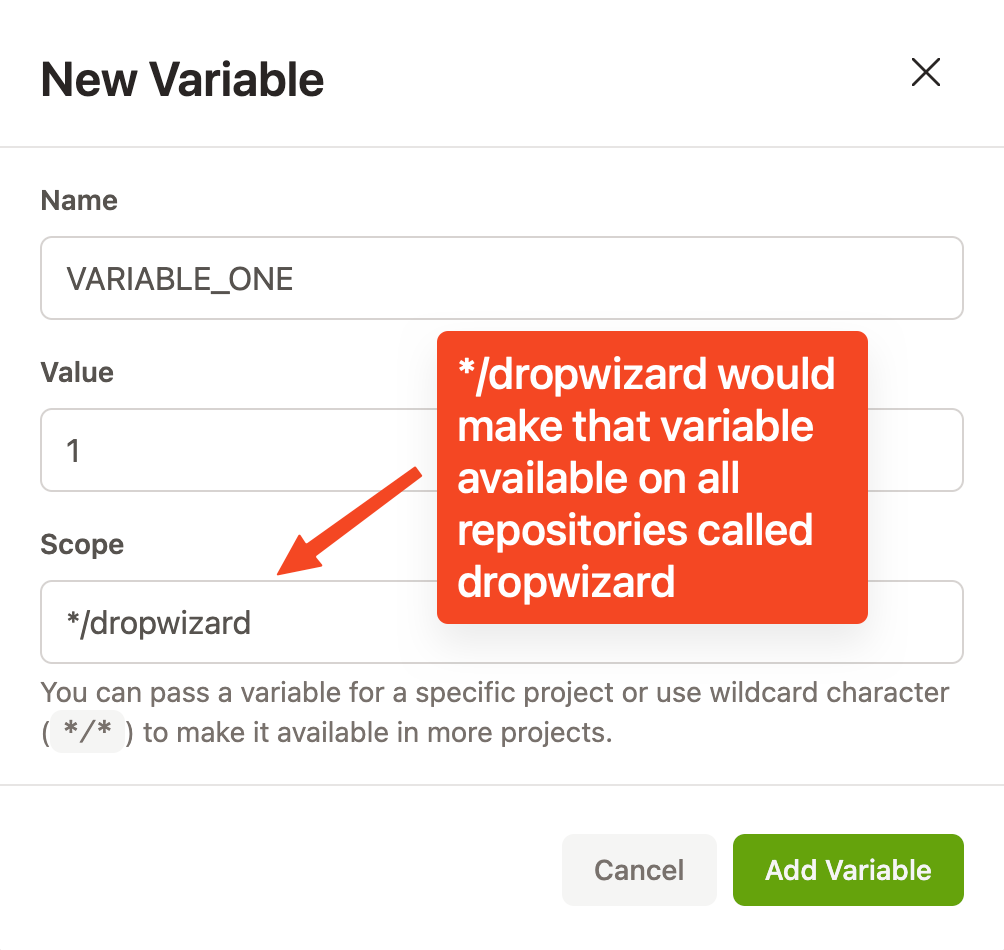 New Variable
Name
VARIABLE_ONE
Value
1
*/dropwizard would
make that variable
available on all
repositories called
dropwizard
Scope
*/dropwizard
You can pass a variable for a specific project or use wildcard character
( */* ) to make it available in more projects.
Cancel
Add Variable